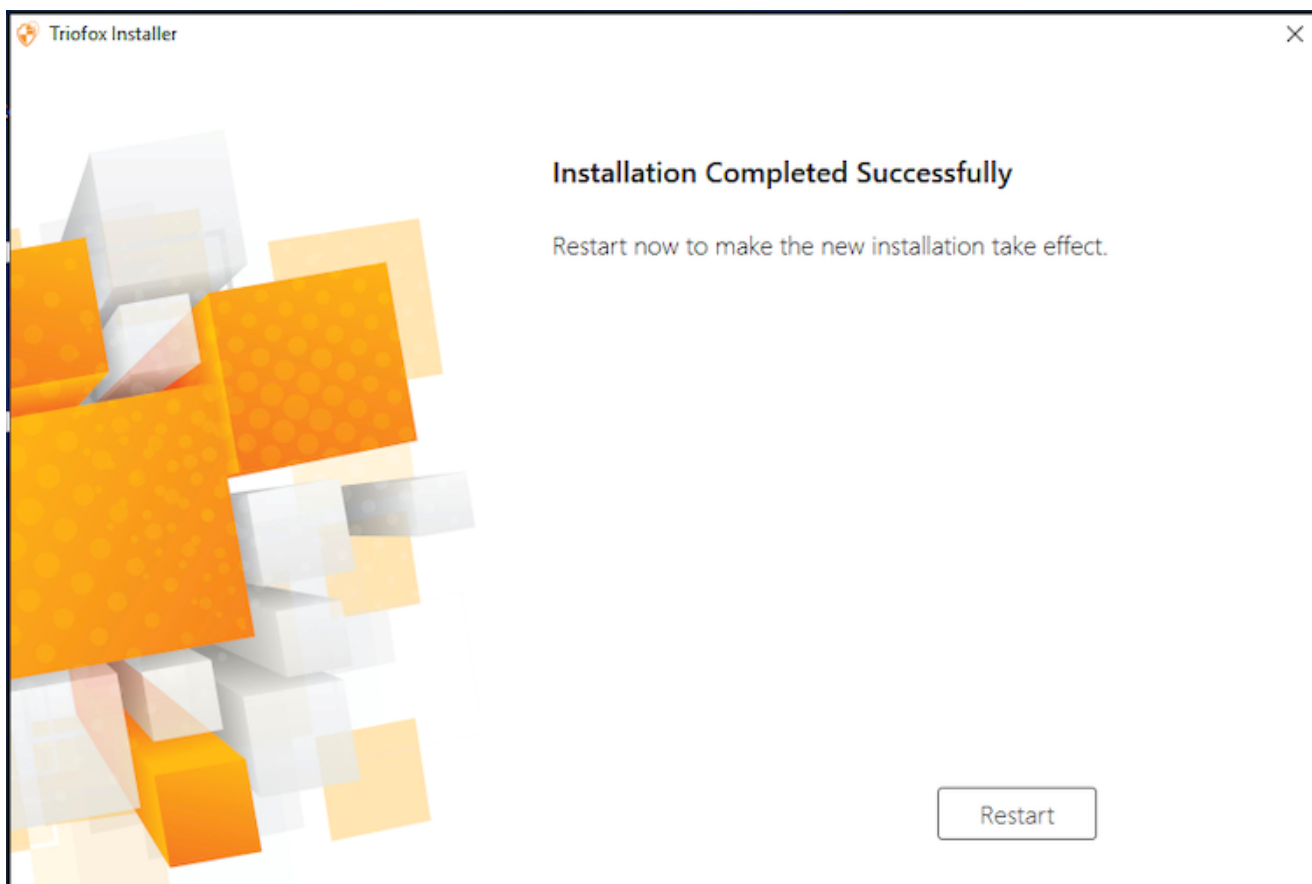 Triofox Installer
Installation Completed Successfully
Restart now to make the new installation take effect.
Restart